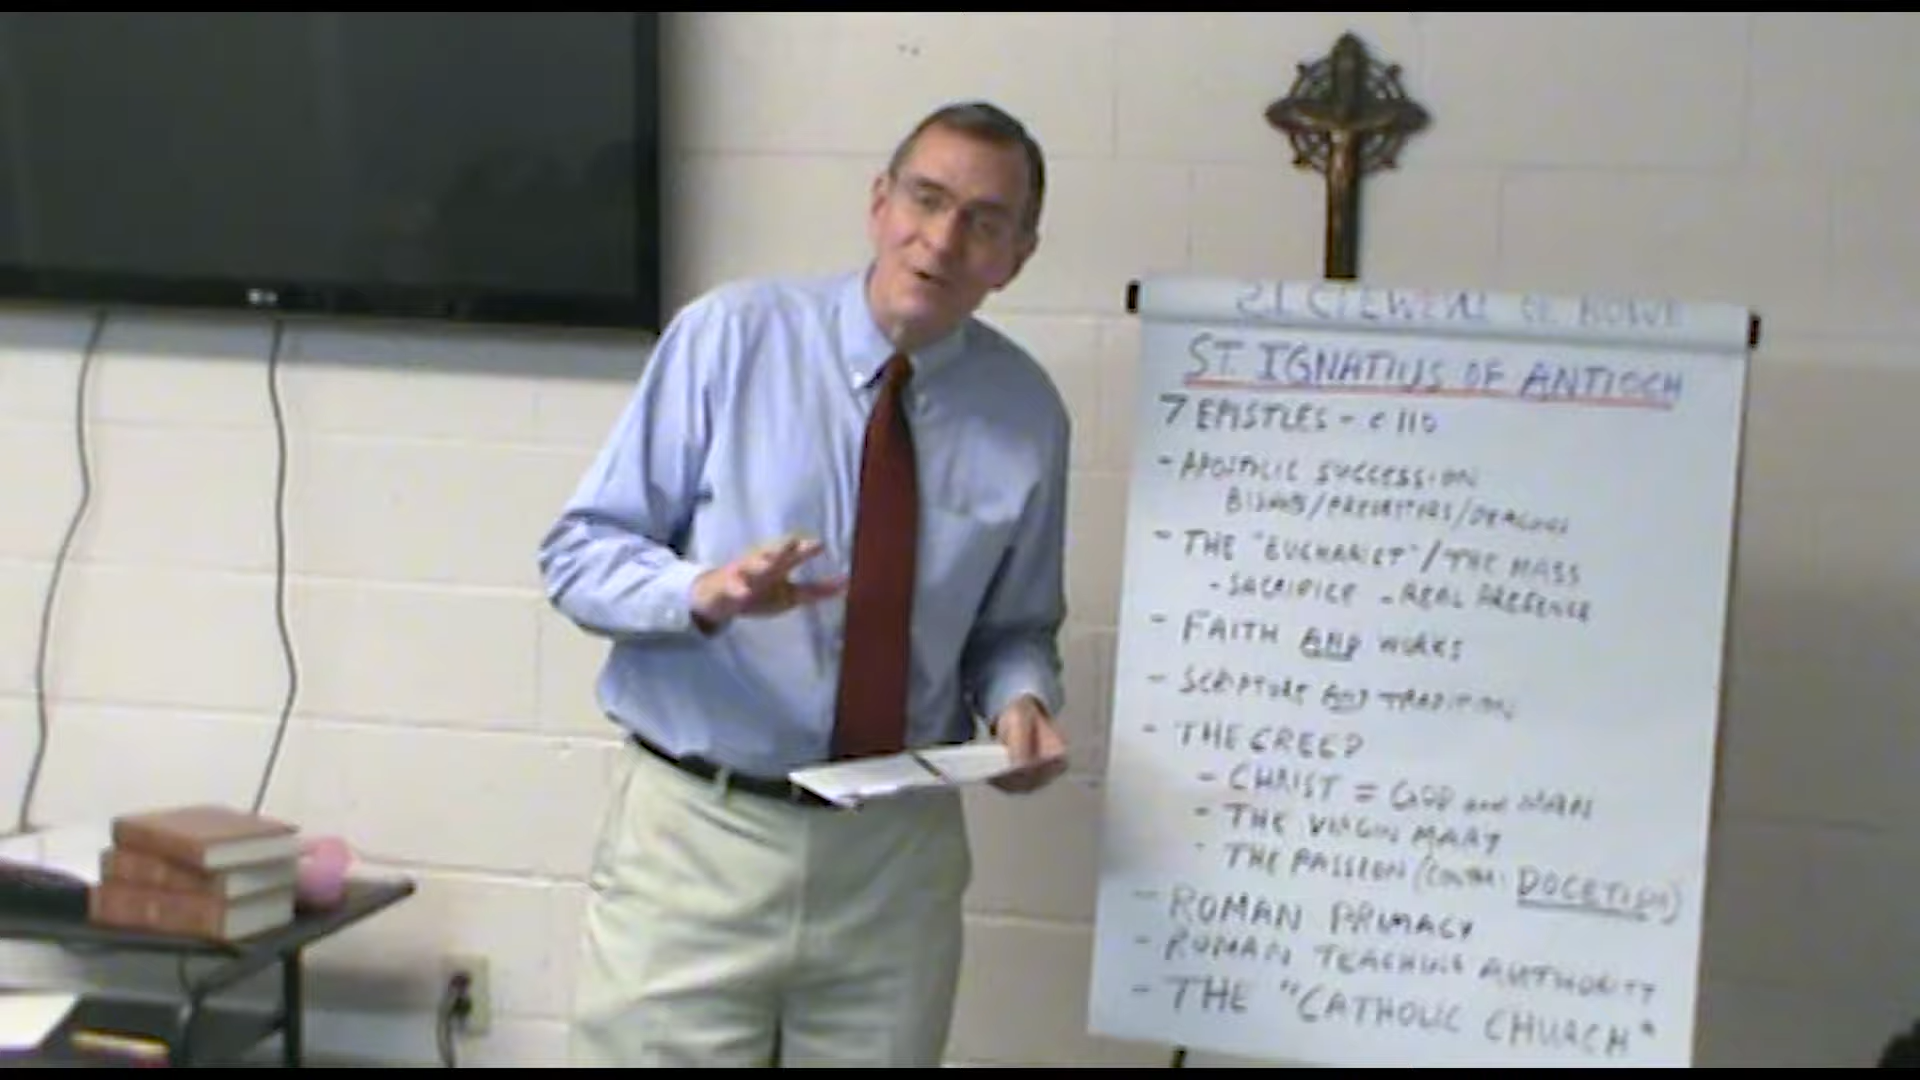 ST. CLEMENT OF ROME
ST. IGNATIUS OF ANTIOCH
7 EPISTLES - c 110
- APOSTOLIC SUCCESSION
BISHOPS/PRESBYTERS/DEACONS
- THE "EUCHARIST"/THE MASS
- SACRIFICE - REAL PRESENCE
- FAITH AND WORKS
- SCRIPTURE AND TRADITION
- THE CREED
- CHRIST = GOD and MAN
- THE VIRGIN MARY
- THE PASSION (CONTRA: DOCETISM)
- ROMAN PRIMACY
- ROMAN TEACHING AUTHORITY
- THE "CATHOLIC CHURCH"